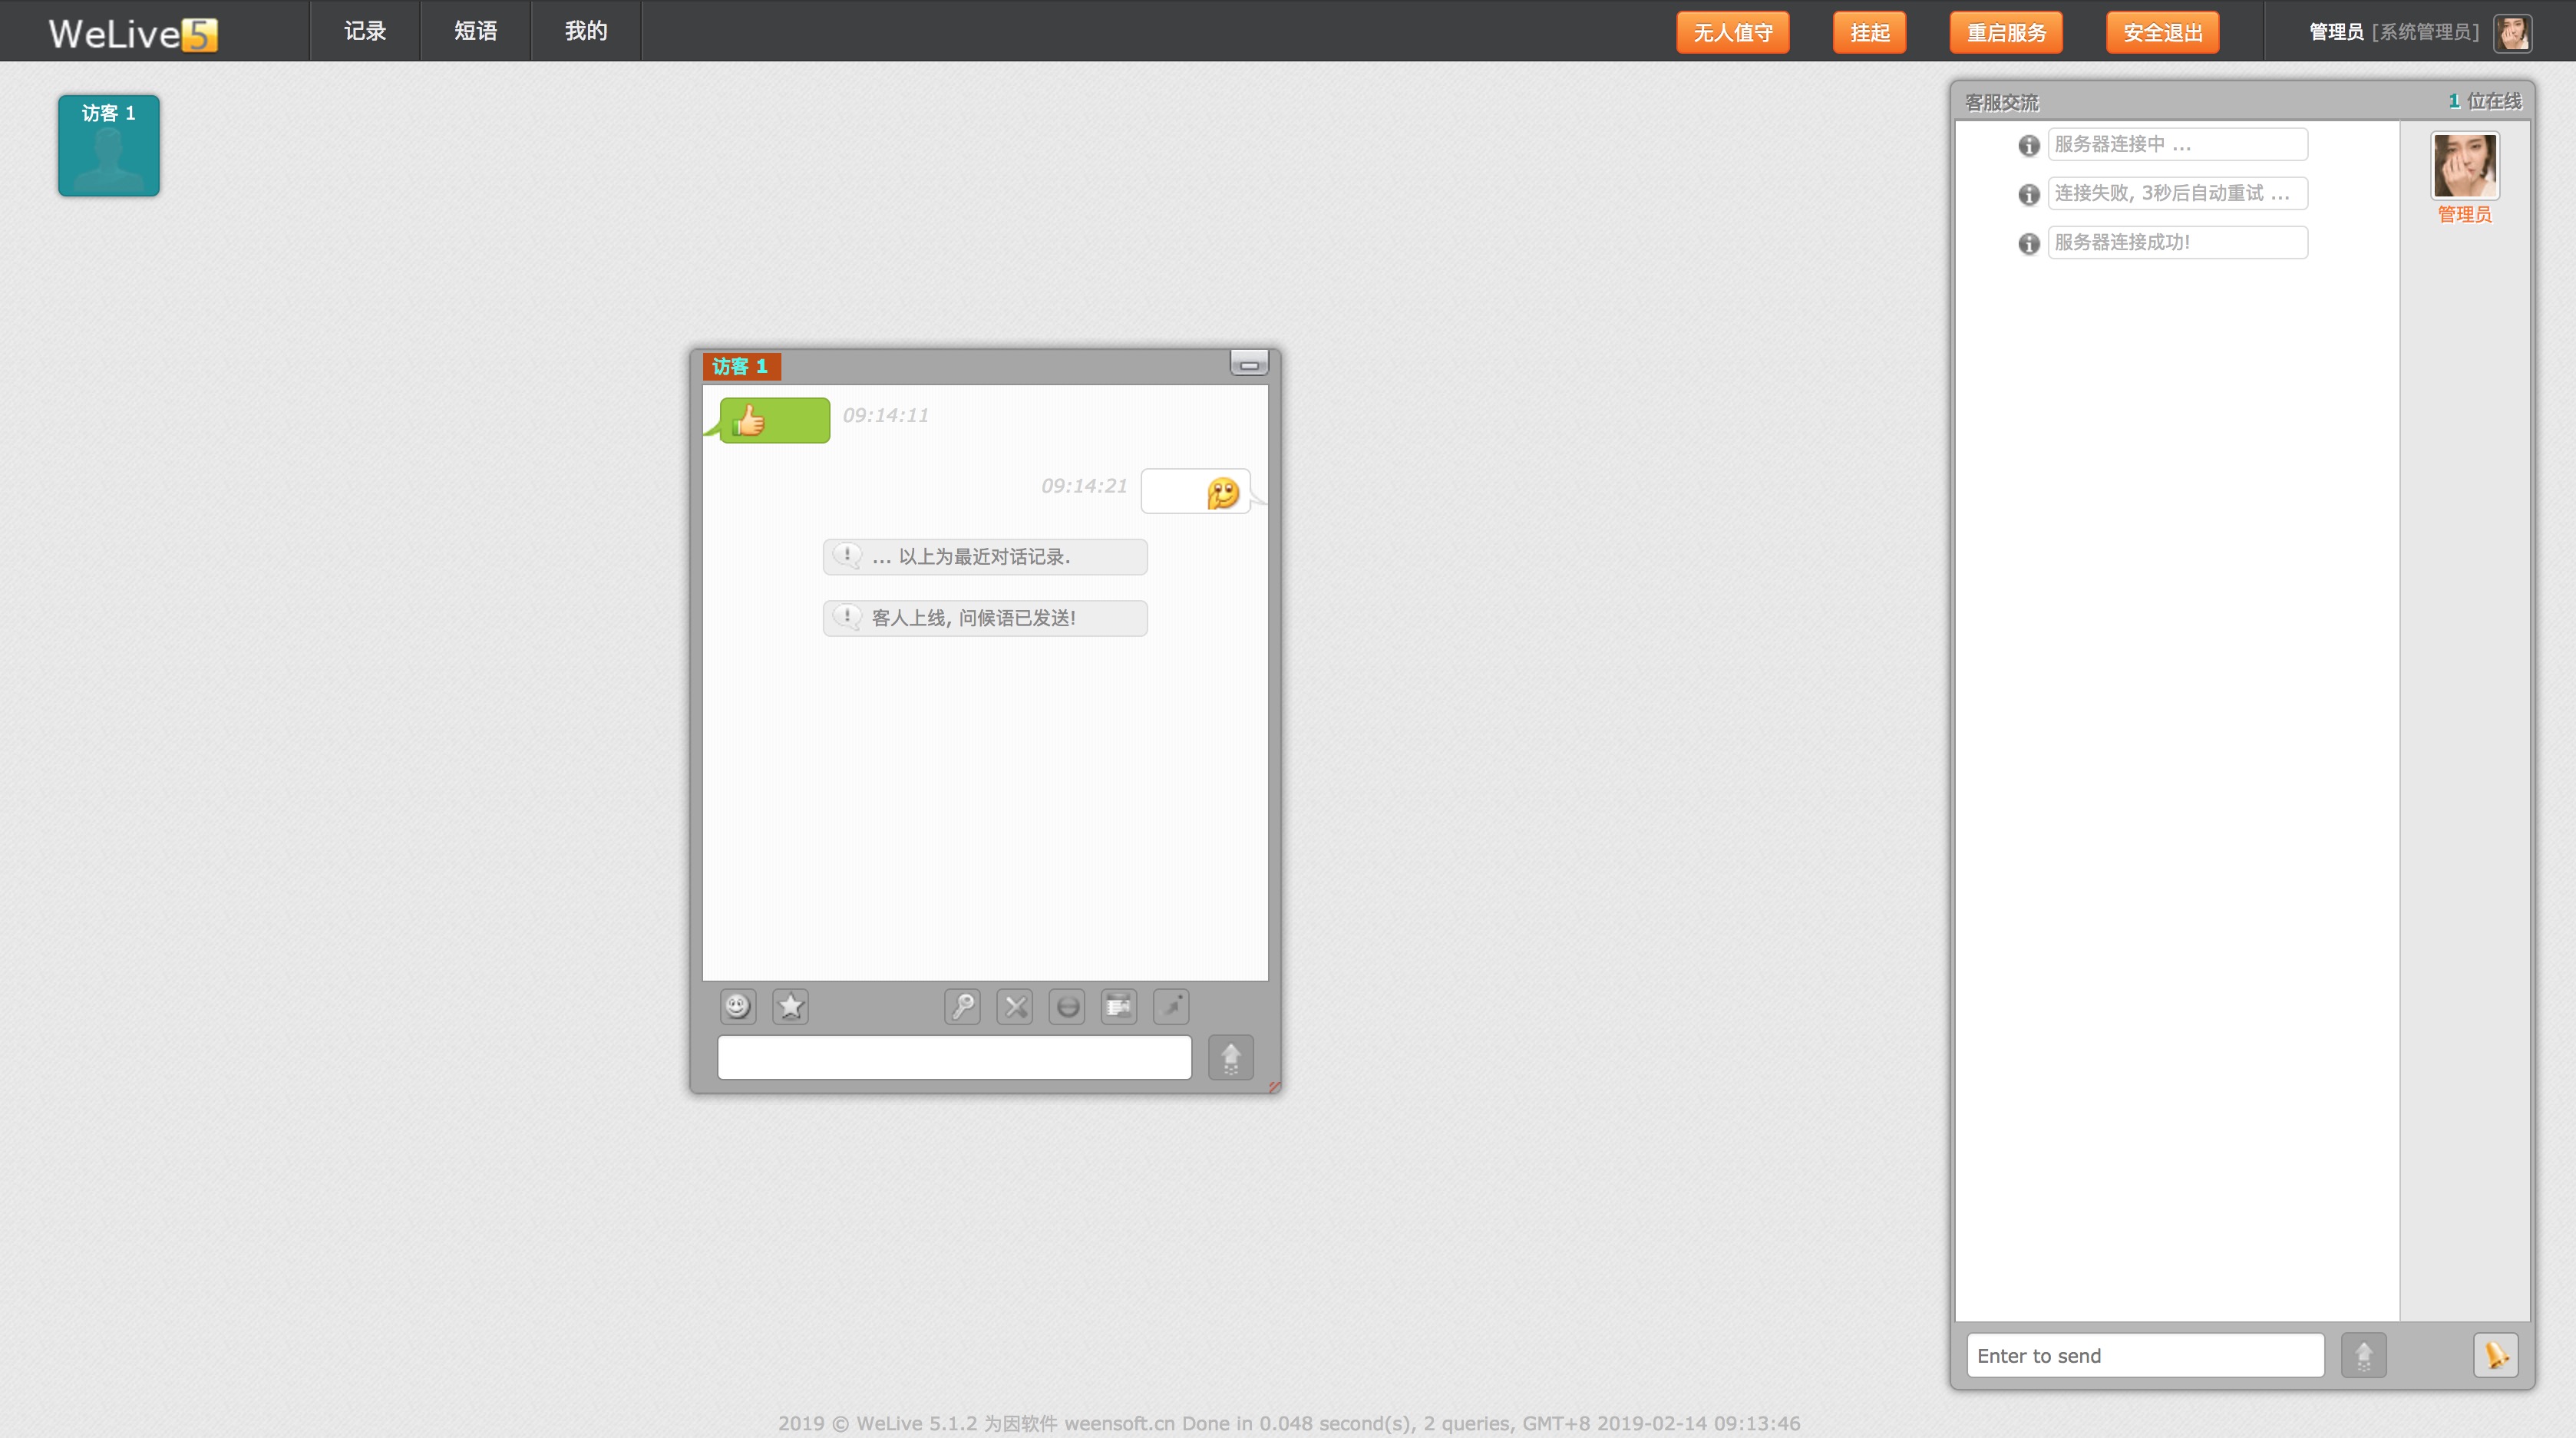 WeLive5
记录
短语
我的
无人值守
挂起
重启服务
安全退出
管理员 [系统管理员]
访客 1
客服交流
1 位在线
服务器连接中 ...
连接失败, 3秒后自动重试 ...
服务器连接成功!
管理员
访客 1
09:14:11
09:14:21
... 以上为最近对话记录.
客人上线, 问候语已发送!
Enter to send
2019 © WeLive 5.1.2 为因软件 weensoft.cn Done in 0.048 second(s), 2 queries, GMT+8 2019-02-14 09:13:46